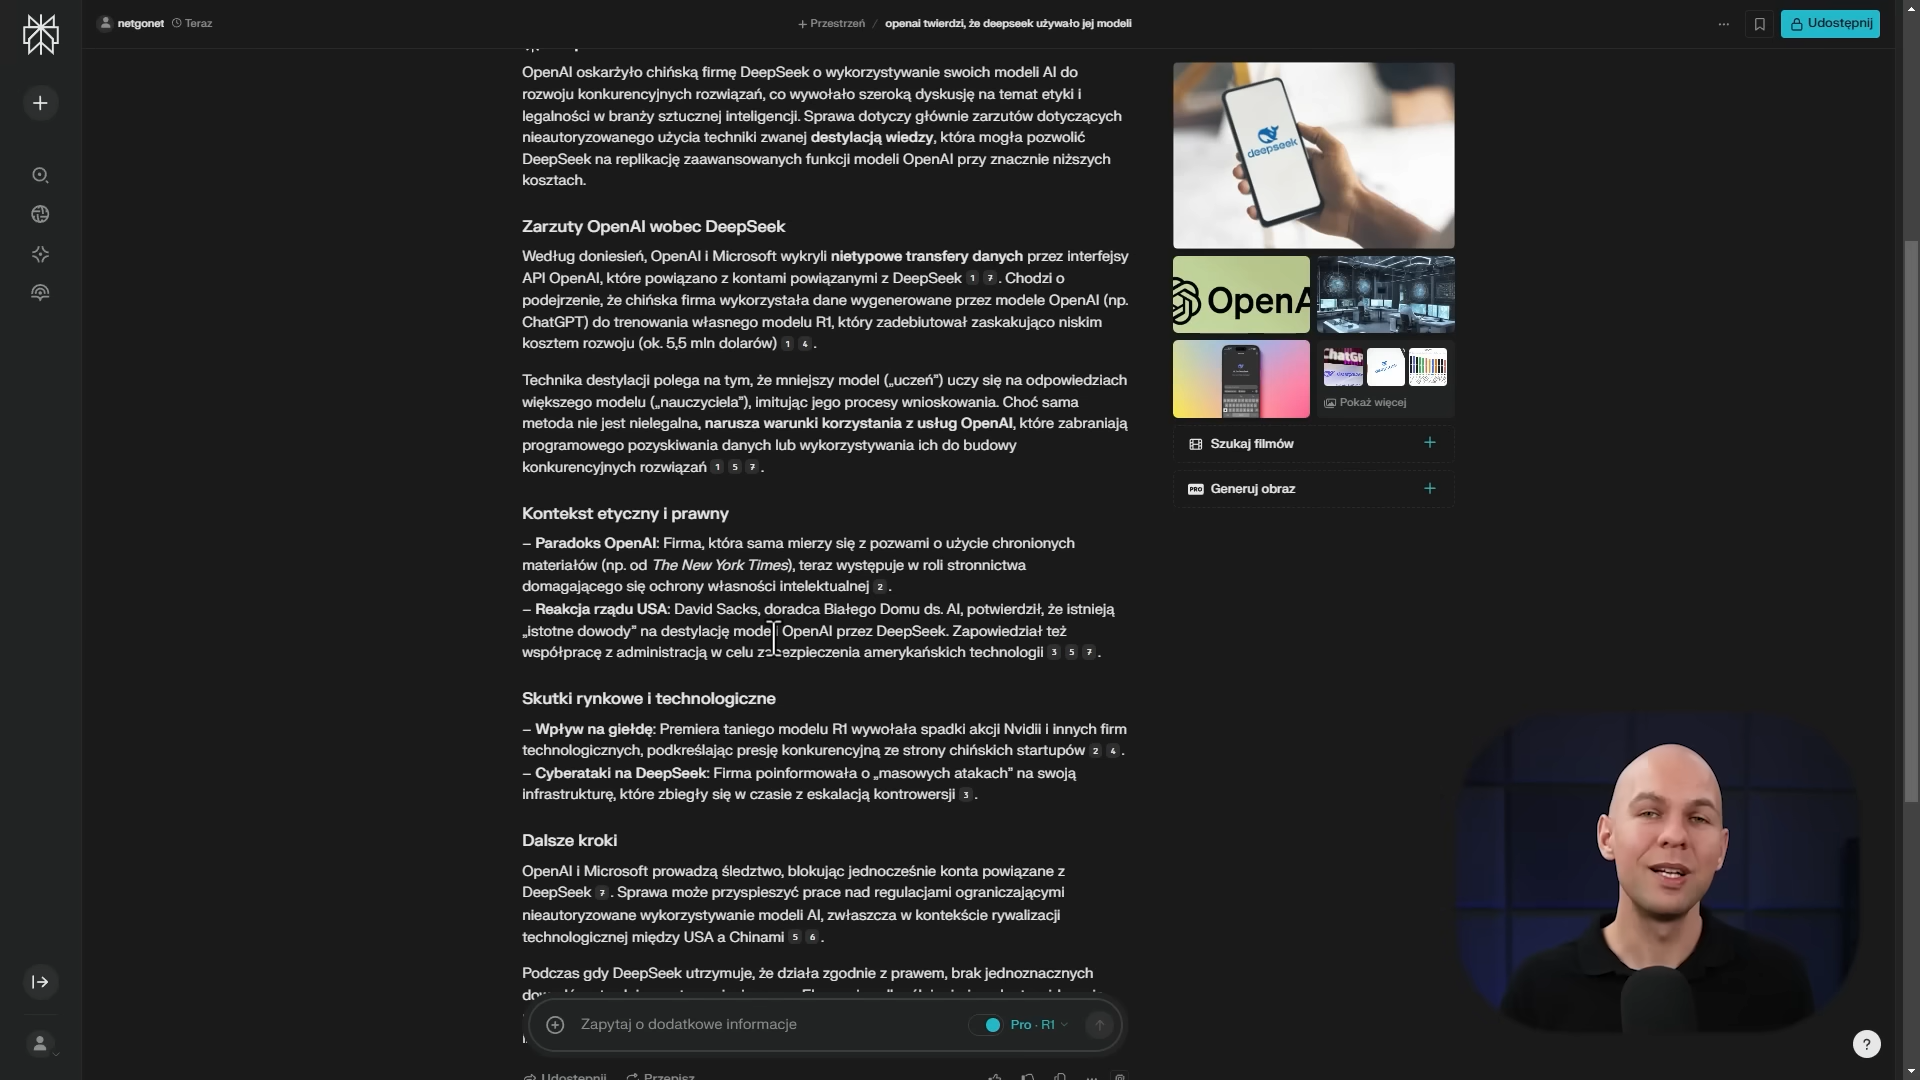 netgonet Teraz
+ Przestrzeń / openai twierdzi, że deepseek używało jej modeli
Udostępnij
OpenAI oskarżyło chińską firmę DeepSeek o wykorzystywanie swoich modeli AI do
rozwoju konkurencyjnych rozwiązań, co wywołało szeroką dyskusję na temat etyki i
legalności w branży sztucznej inteligencji. Sprawa dotyczy głównie zarzutów dotyczących
nieautoryzowanego użycia techniki zwanej destylacją wiedzy, która mogła pozwolić
DeepSeek na replikację zaawansowanych funkcji modeli OpenAI przy znacznie niższych
kosztach.
Zarzuty OpenAI wobec DeepSeek
Według doniesień, OpenAI i Microsoft wykryli nietypowe transfery danych przez interfejsy
API OpenAI, które powiązano z kontami powiązanymi z DeepSeek 1 7 . Chodzi o
podejrzenie, że chińska firma wykorzystała dane wygenerowane przez modele OpenAI (np.
ChatGPT) do trenowania własnego modelu R1, który zadebiutował zaskakująco niskim
kosztem rozwoju (ok. 5,5 mln dolarów) 1 4 .
Technika destylacji polega na tym, że mniejszy model („uczeń”) uczy się na odpowiedziach
większego modelu („nauczyciela”), imitując jego procesy wnioskowania. Choć sama
metoda nie jest nielegalna, narusza warunki korzystania z usług OpenAI, które zabraniają
programowego pozyskiwania danych lub wykorzystywania ich do budowy
konkurencyjnych rozwiązań 1 5 7 .
Kontekst etyczny i prawny
– Paradoks OpenAI: Firma, która sama mierzy się z pozwami o użycie chronionych
materiałów (np. od The New York Times), teraz występuje w roli stronnictwa
domagającego się ochrony własności intelektualnej 2 .
– Reakcja rządu USA: David Sacks, doradca Białego Domu ds. AI, potwierdził, że istnieją
„istotne dowody” na destylację modeli OpenAI przez DeepSeek. Zapowiedział też
współpracę z administracją w celu zabezpieczenia amerykańskich technologii 3 5 7 .
Skutki rynkowe i technologiczne
– Wpływ na giełdę: Premiera taniego modelu R1 wywołała spadki akcji Nvidii i innych firm
technologicznych, podkreślając presję konkurencyjną ze strony chińskich startupów 2 4 .
– Cyberataki na DeepSeek: Firma poinformowała o „masowych atakach” na swoją
infrastrukturę, które zbiegły się w czasie z eskalacją kontrowersji 3 .
Dalsze kroki
OpenAI i Microsoft prowadzą śledztwo, blokując jednocześnie konta powiązane z
DeepSeek 7 . Sprawa może przyspieszyć prace nad regulacjami ograniczającymi
nieautoryzowane wykorzystywanie modeli AI, zwłaszcza w kontekście rywalizacji
technologicznej między USA a Chinami 5 6 .
Podczas gdy DeepSeek utrzymuje, że działa zgodnie z prawem, brak jednoznacznych
Zapytaj o dodatkowe informacje
Pro · R1
Udostępnij Przepisz
deepseek
OpenA
ChatGP
Pokaż więcej
Szukaj filmów +
PRO Generuj obraz +
?